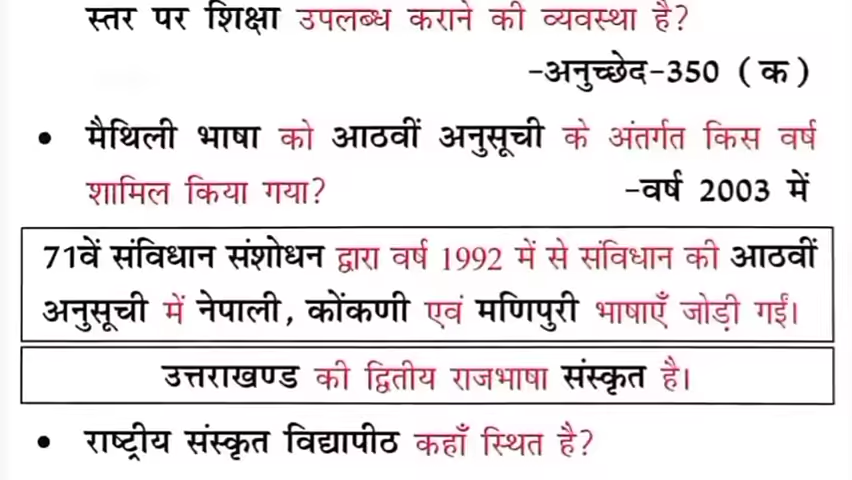 स्तर पर शिक्षा उपलब्ध कराने की व्यवस्था है?
-अनुच्छेद-350 (क)
• मैथिली भाषा को आठवीं अनुसूची के अंतर्गत किस वर्ष
शामिल किया गया? -वर्ष 2003 में
71वें संविधान संशोधन द्वारा वर्ष 1992 में से संविधान की आठवीं
अनुसूची में नेपाली, कोंकणी एवं मणिपुरी भाषाएँ जोड़ी गईं।
उत्तराखण्ड की द्वितीय राजभाषा संस्कृत है।
• राष्ट्रीय संस्कृत विद्यापीठ कहाँ स्थित है?